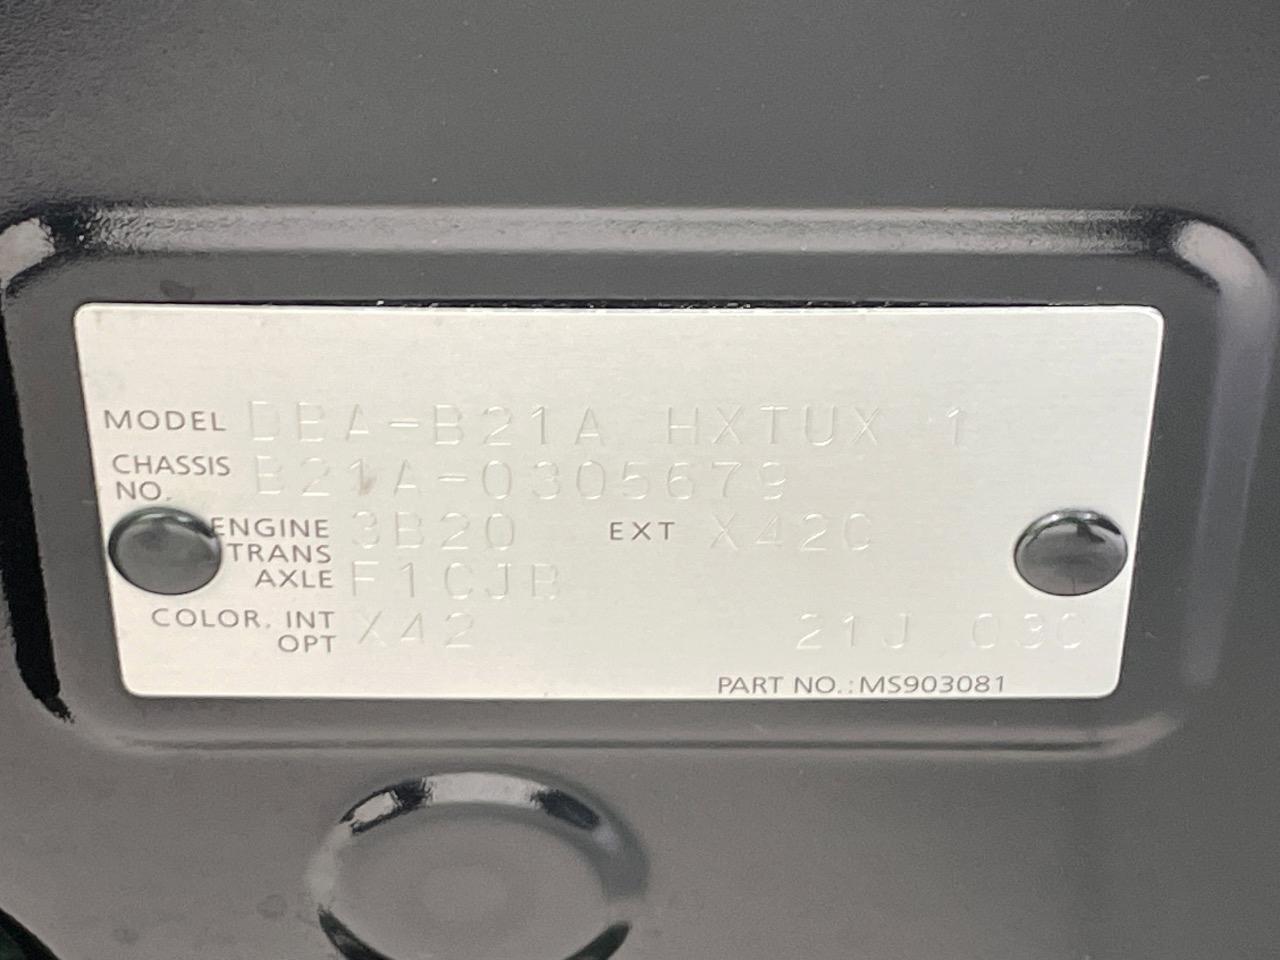 MODEL DBA-B21A HXTUX 1
CHASSIS NO. B21A-0305679
ENGINE 3B20 EXT X42C
TRANS AXLE F1CJB
COLOR, INT OPT X42 21J 03C
PART NO.:MS903081